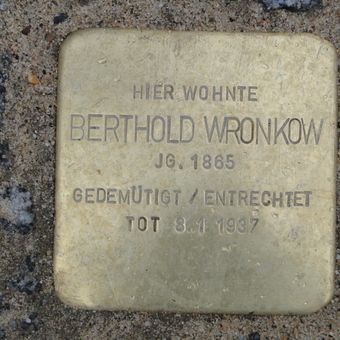 HIER WOHNTE
BERTHOLD WRONKOW
JG. 1865
GEDEMÜTIGT / ENTRECHTET
TOT 8.1 1937